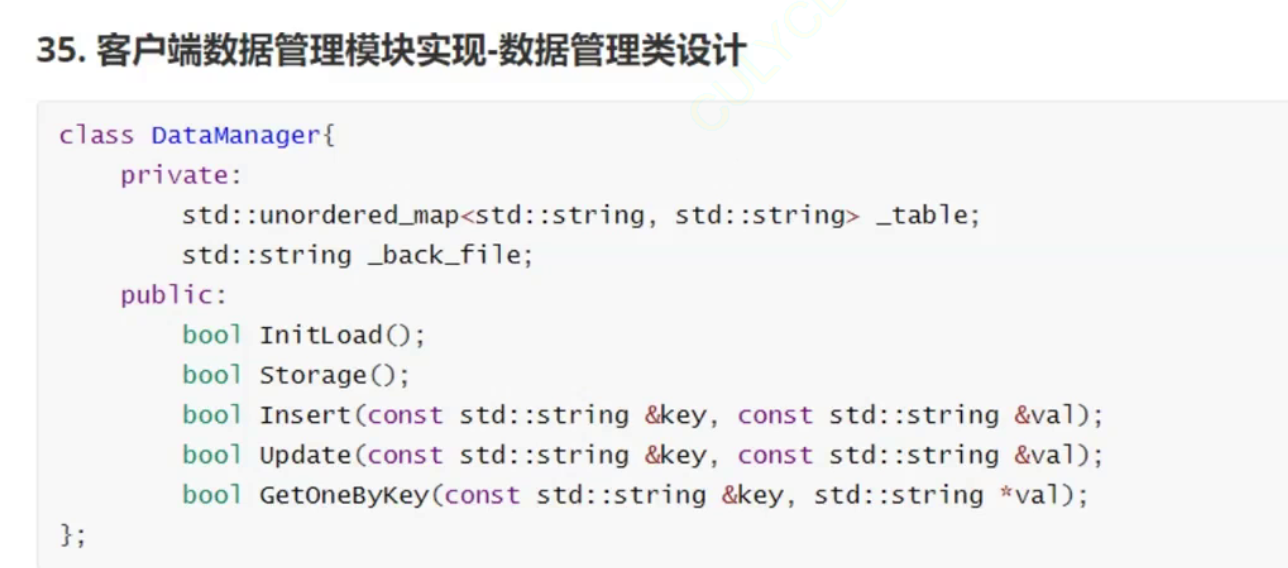 35. 客户端数据管理模块实现-数据管理类设计
class DataManager{
    private:
        std::unordered_map<std::string, std::string> _table;
        std::string _back_file;
    public:
        bool InitLoad();
        bool Storage();
        bool Insert(const std::string &key, const std::string &val);
        bool Update(const std::string &key, const std::string &val);
        bool GetOneByKey(const std::string &key, std::string *val);
};